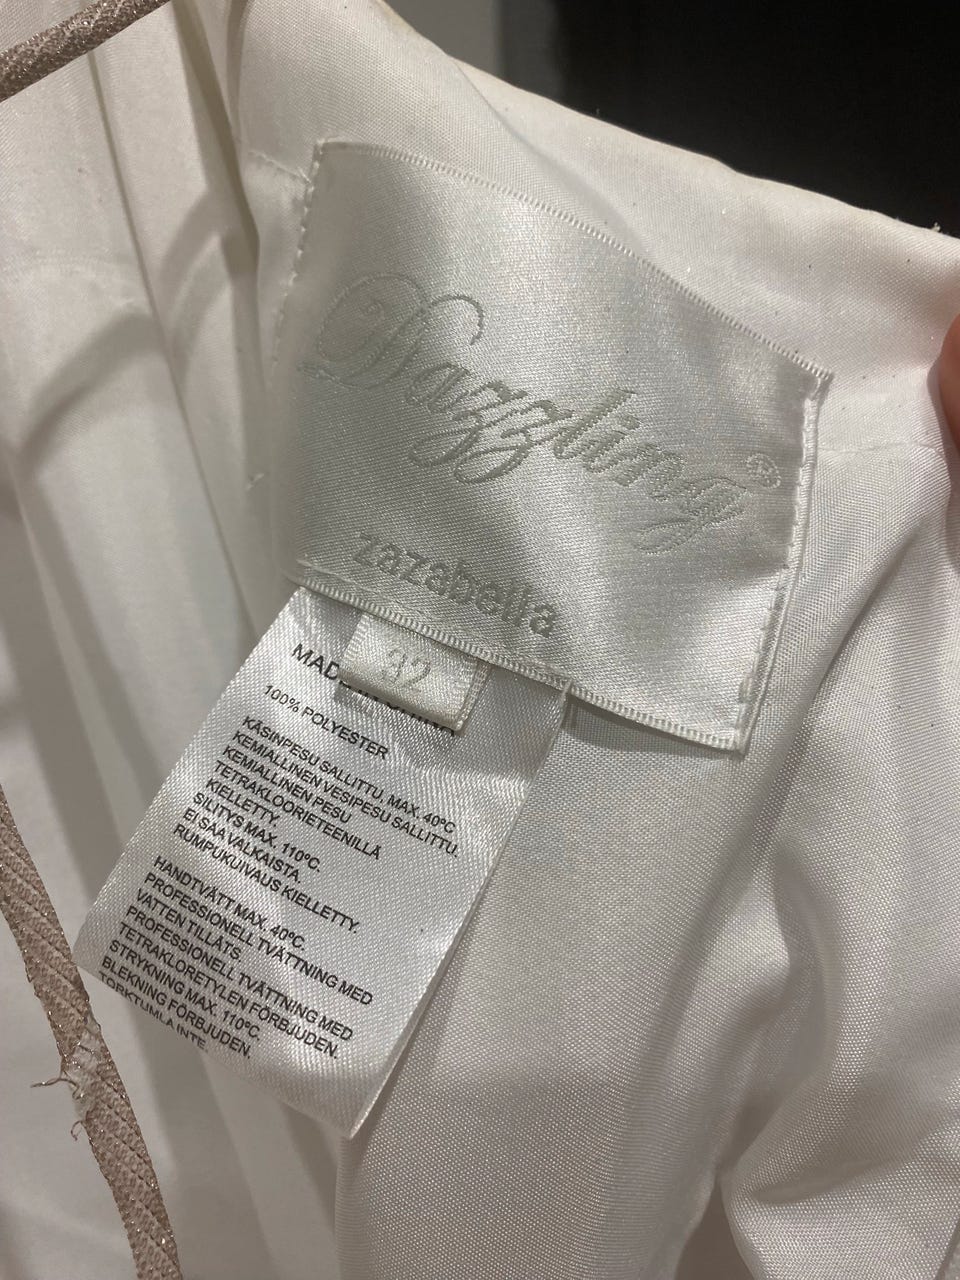 Dazzling®
zazabella
32
MADE IN CHINA
100% POLYESTER
KÄSINPESU SALLITTU, MAX. 40°C
KEMIALLINEN VESIPESU SALLITTU.
KEMIALLINEN PESU
TETRAKLOORIETEENILLÄ
KIELLETTY.
SILITYS MAX. 110°C.
EI SAA VALKAISTA.
RUMPUKUIVAUS KIELLETTY.
HANDTVÄTT MAX. 40°C.
PROFESSIONELL TVÄTTNING MED
VATTEN TILLÅTS.
PROFESSIONELL TVÄTTNING MED
TETRAKLORETYLEN FÖRBJUDEN.
STRYKNING MAX. 110°C.
BLEKNING FÖRBJUDEN.
TORKTUMLA INTE.